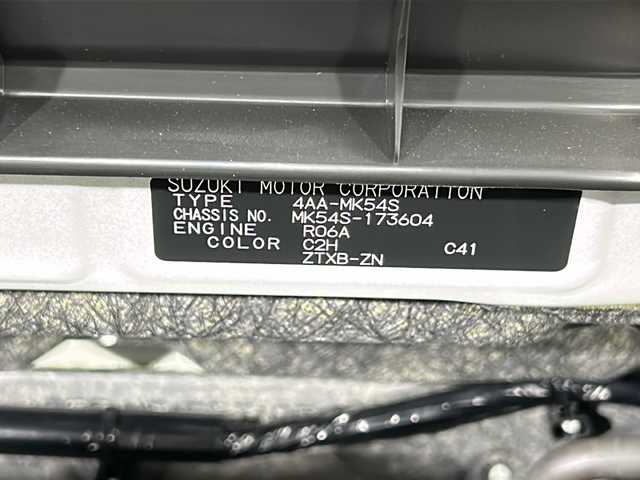 SUZUKI MOTOR CORPORATION
TYPE 4AA-MK54S
CHASSIS NO. MK54S-173604
ENGINE R06A
COLOR C2H C41
ZTXB-ZN